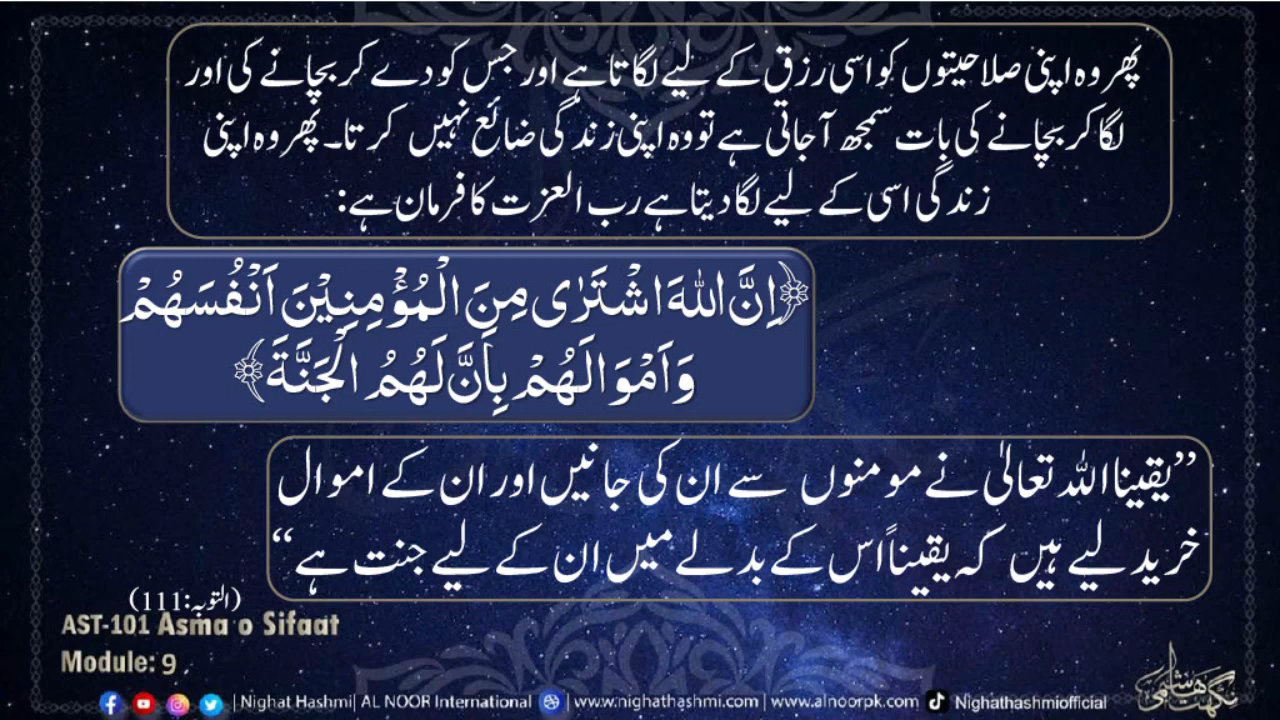 پھر وہ اپنی صلاحیتوں کو اسی رزق کے لیے لگاتا ہے اور جس کو دے کر بچانے کی اور
لگا کر بچانے کی بات سمجھ آ جاتی ہے تو وہ اپنی زندگی ضائع نہیں کرتا۔ پھر وہ اپنی
زندگی اسی کے لیے لگا دیتا ہے رب العزت کا فرمان ہے:
﴿اِنَّ اللّٰهَ اشْتَرٰى مِنَ الْمُؤْمِنِيْنَ اَنْفُسَهُمْ
وَاَمْوَالَهُمْ بِاَنَّ لَهُمُ الْجَنَّةَ﴾
”یقینا اللہ تعالیٰ نے مومنوں سے ان کی جانیں اور ان کے اموال
خرید لیے ہیں کہ یقیناً اس کے بدلے میں ان کے لیے جنت ہے“
(التوبہ:111)
AST-101 Asma o Sifaat
Module: 9
| Nighat Hashmi| AL NOOR International | www.nighathashmi.com | www.alnoorpk.com Nighathashmiofficial
نگہت ہاشمی